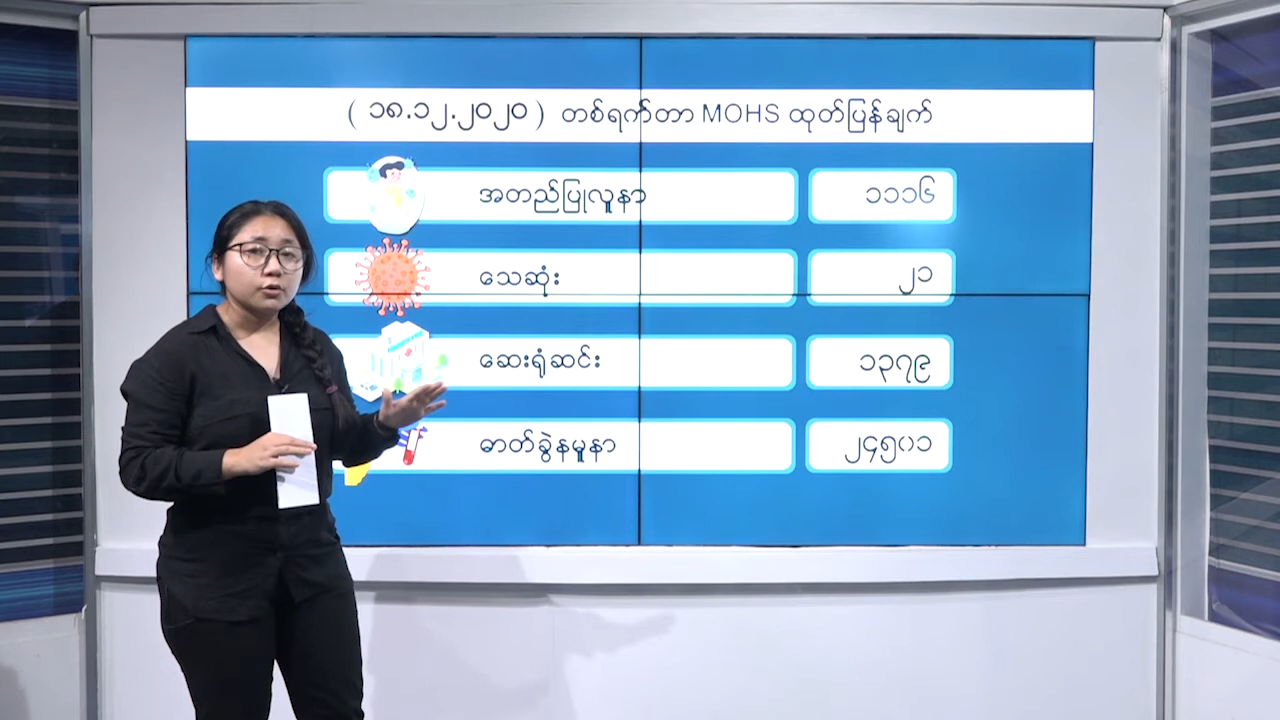 ( ၁၈.၁၂.၂၀၂၀ ) တစ်ရက်တာ MOHS ထုတ်ပြန်ချက်
အတည်ပြုလူနာ ၁၁၁၆
သေဆုံး ၂၁
ဆေးရုံဆင်း ၁၃၇၉
ဓာတ်ခွဲနမူနာ ၂၄၅၀၁